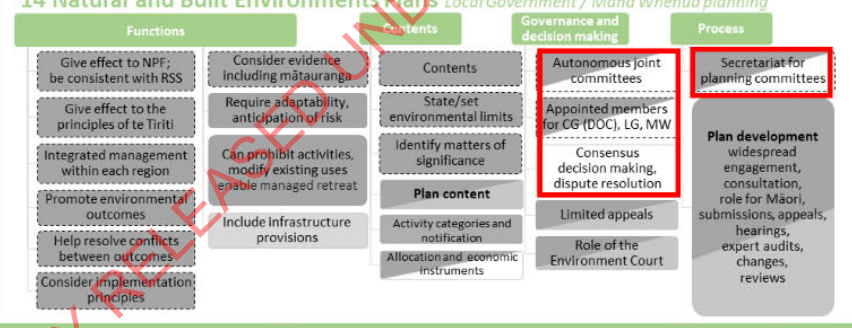 14 Natural and Built Environments Plans Local Government / Mana Whenua planning
Functions
Give effect to NPF;
be consistent with RSS
Give effect to the
principles of te Tiriti
Integrated management
within each region
Promote environmental
outcomes
Help resolve conflicts
between outcomes
Consider implementation
principles
Consider evidence
including mātauranga
Require adaptability,
anticipation of risk
Can prohibit activities,
modify existing uses
enable managed retreat
Include infrastructure
provisions
Contents
Contents
State/set
environmental limits
Identify matters of
significance
Plan content
Activity categories and
notification
Allocation and economic
instruments
Governance and
decision making
Autonomous joint
committees
Appointed members
for CG (DOC), LG, MW
Consensus
decision making,
dispute resolution
Limited appeals
Role of the
Environment Court
Process
Secretariat for
planning committees
Plan development
widespread
engagement,
consultation,
role for Māori,
submissions, appeals,
hearings,
expert audits,
changes,
reviews
Y RELEASED UND